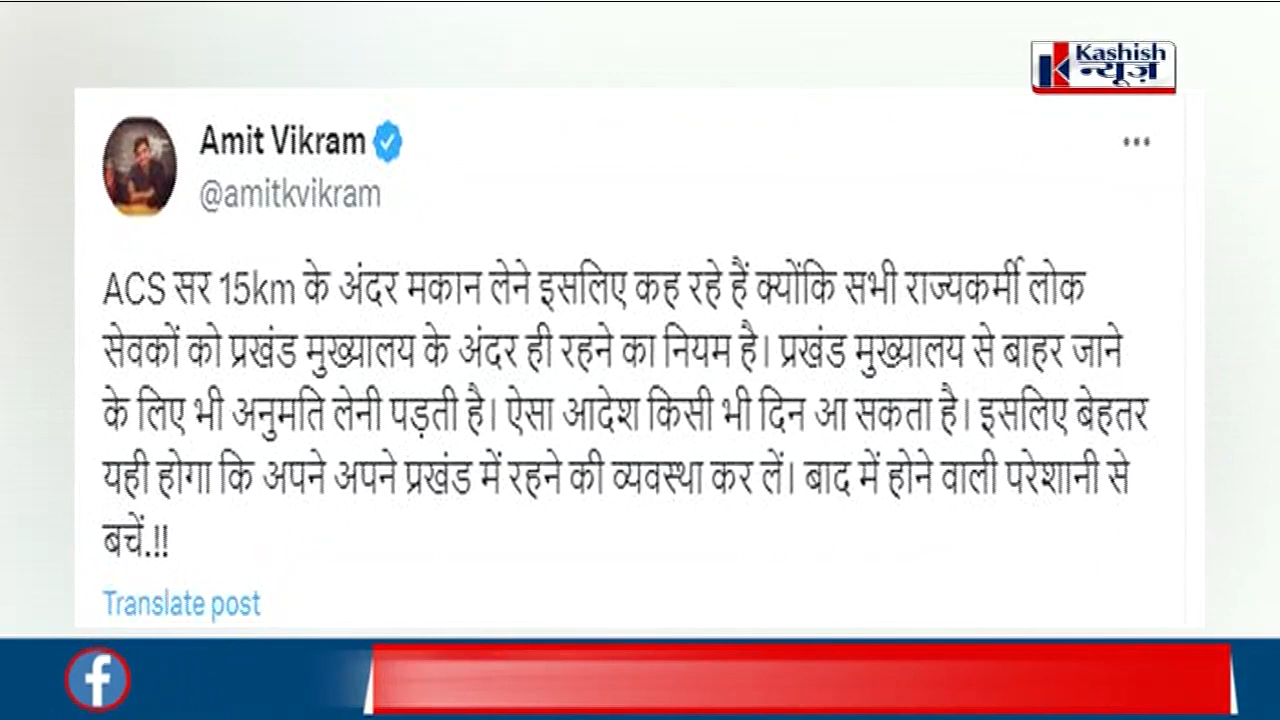 Kashish
न्यूज़
Amit Vikram
@amitkvikram
ACS सर 15km के अंदर मकान लेने इसलिए कह रहे हैं क्योंकि सभी राज्यकर्मी लोक
सेवकों को प्रखंड मुख्यालय के अंदर ही रहने का नियम है। प्रखंड मुख्यालय से बाहर जाने
के लिए भी अनुमति लेनी पड़ती है। ऐसा आदेश किसी भी दिन आ सकता है। इसलिए बेहतर
यही होगा कि अपने अपने प्रखंड में रहने की व्यवस्था कर लें। बाद में होने वाली परेशानी से
बचें.!!
Translate post